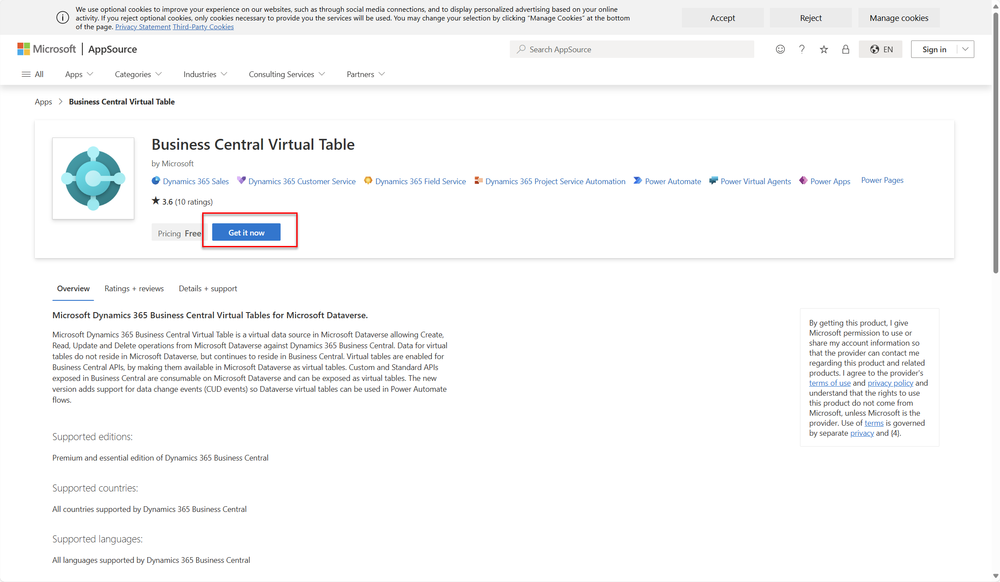 We use optional cookies to improve your experience on our websites, such as through social media connections, and to display personalized advertising based on your online
activity. If you reject optional cookies, only cookies necessary to provide you the services will be used. You may change your selection by clicking “Manage Cookies” at the bottom
of the page. Privacy Statement Third-Party Cookies
Accept
Reject
Manage cookies
Microsoft | AppSource
Search AppSource
EN
Sign in
All
Apps
Categories
Industries
Consulting Services
Partners
Apps > Business Central Virtual Table
Business Central Virtual Table
by Microsoft
Dynamics 365 Sales
Dynamics 365 Customer Service
Dynamics 365 Field Service
Dynamics 365 Project Service Automation
Power Automate
Power Virtual Agents
Power Apps
Power Pages
★ 3.6 (10 ratings)
Pricing Free
Get it now
Overview
Ratings + reviews
Details + support
Microsoft Dynamics 365 Business Central Virtual Tables for Microsoft Dataverse.
Microsoft Dynamics 365 Business Central Virtual Table is a virtual data source in Microsoft Dataverse allowing Create,
Read, Update and Delete operations from Microsoft Dataverse against Dynamics 365 Business Central. Data for virtual
tables do not reside in Microsoft Dataverse, but continues to reside in Business Central. Virtual tables are enabled for
Business Central APIs, by making them available in Microsoft Dataverse as virtual tables. Custom and Standard APIs
exposed in Business Central are consumable on Microsoft Dataverse and can be exposed as virtual tables. The new
version adds support for data change events (CUD events) so Dataverse virtual tables can be used in Power Automate
flows.
Supported editions:
Premium and essential edition of Dynamics 365 Business Central
Supported countries:
All countries supported by Dynamics 365 Business Central
Supported languages:
All languages supported by Dynamics 365 Business Central
By getting this product, I give
Microsoft permission to use or
share my account information so
that the provider can contact me
regarding this product and related
products. I agree to the provider's
terms of use and privacy policy and
understand that the rights to use
this product do not come from
Microsoft, unless Microsoft is the
provider. Use of terms is governed
by separate privacy and {4}.